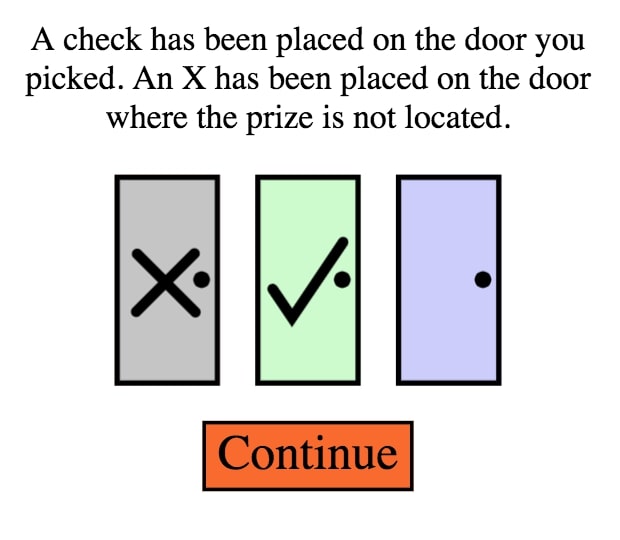 A check has been placed on the door you
picked. An X has been placed on the door
where the prize is not located.
Continue